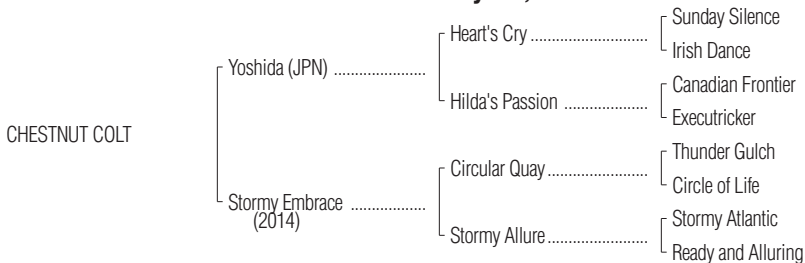 Sunday Silence
Heart's Cry ........................
Irish Dance
Yoshida (JPN) ......................
Canadian Frontier
Hilda's Passion ....................
Executricker
CHESTNUT COLT
Thunder Gulch
Circular Quay ........................
Circle of Life
Stormy Embrace ..................
(2014)
Stormy Atlantic
Stormy Allure ........................
Ready and Alluring